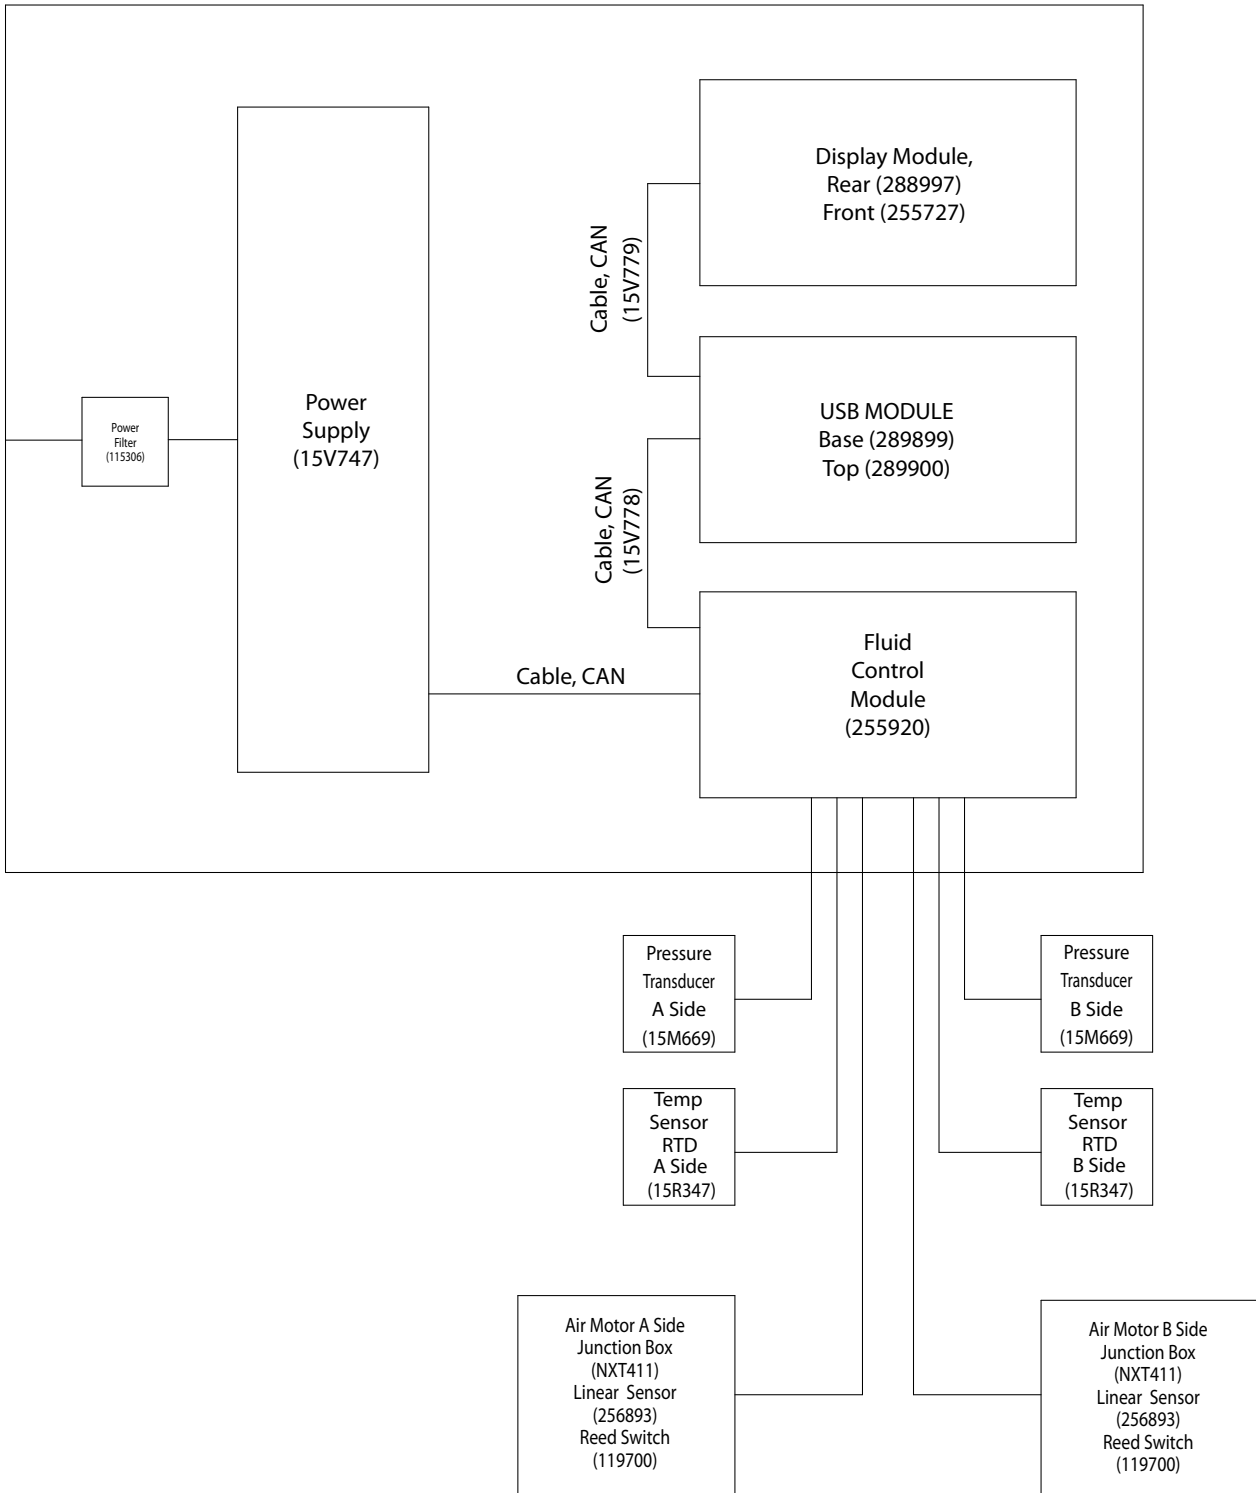 Display Module,
Rear (288997)
Front (255727)
Cable, CAN
(15V779)
Power
Filter
(115306)
Power
Supply
(15V747)
USB MODULE
Base (289899)
Top (289900)
Cable, CAN
(15V778)
Fluid
Control
Module
(255920)
Cable, CAN
Pressure
Transducer
A Side
(15M669)
Pressure
Transducer
B Side
(15M669)
Temp
Sensor
RTD
A Side
(15R347)
Temp
Sensor
RTD
B Side
(15R347)
Air Motor A Side
Junction Box
(NXT411)
Linear Sensor
(256893)
Reed Switch
(119700)
Air Motor B Side
Junction Box
(NXT411)
Linear Sensor
(256893)
Reed Switch
(119700)